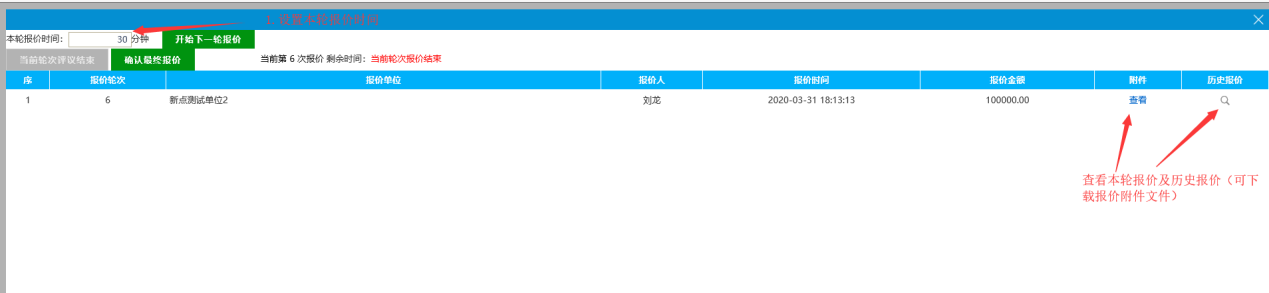 1. 设置本轮报价时间
本轮报价时间: 30 分钟 开始下一轮报价
当前轮次评议结束 确认最终报价 当前第 6 次报价 剩余时间: 当前轮次报价结束
序 报价轮次 报价单位 报价人 报价时间 报价金额 附件 历史报价
1 6 新点测试单位2 刘龙 2020-03-31 18:13:13 100000.00 查看
查看本轮报价及历史报价（可下
载报价附件文件）